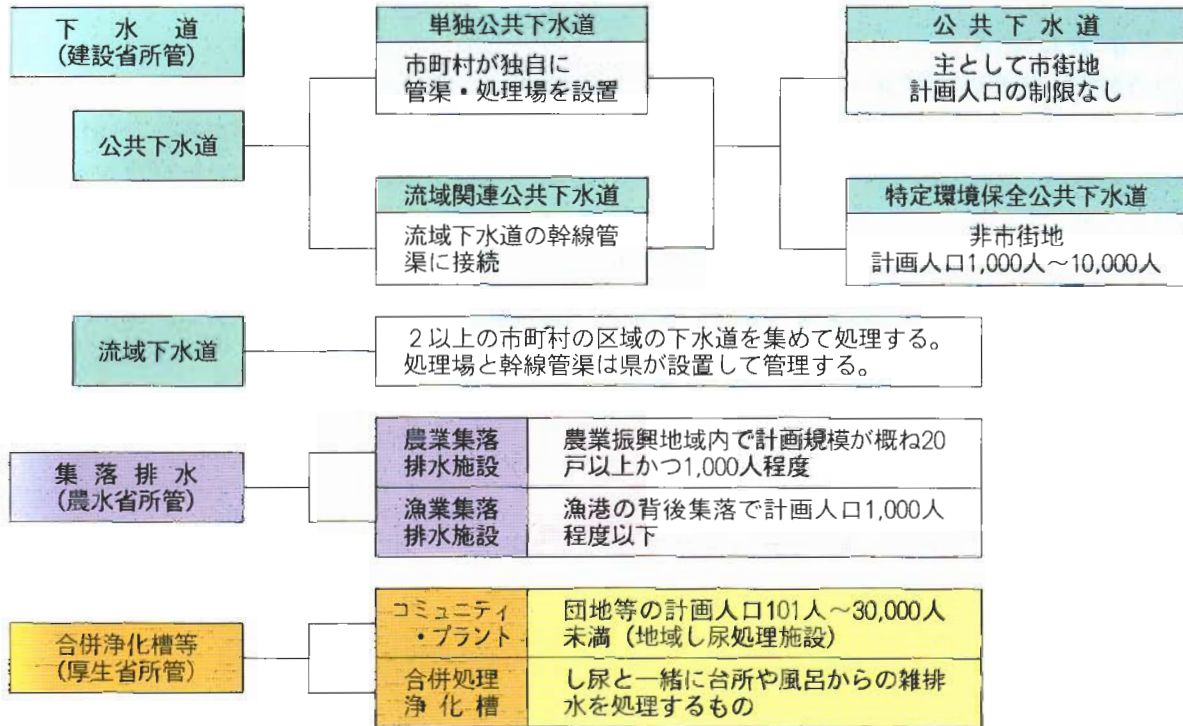 下水道
(建設省所管)
公共下水道
単独公共下水道
市町村が独自に
管渠・処理場を設置
流域関連公共下水道
流域下水道の幹線管
渠に接続
公共下水道
主として市街地
計画人口の制限なし
特定環境保全公共下水道
非市街地
計画人口1,000人〜10,000人
流域下水道
2以上の市町村の区域の下水道を集めて処理する。
処理場と幹線管渠は県が設置して管理する。
集落排水
(農水省所管)
農業集落
排水施設
農業振興地域内で計画規模が概ね20
戸以上かつ1,000人程度
漁業集落
排水施設
漁港の背後集落で計画人口1,000人
程度以下
合併浄化槽等
(厚生省所管)
コミュニティ
・プラント
団地等の計画人口101人〜30,000人
未満（地域し尿処理施設）
合併処理
浄化槽
し尿と一緒に台所や風呂からの雑排
水を処理するもの